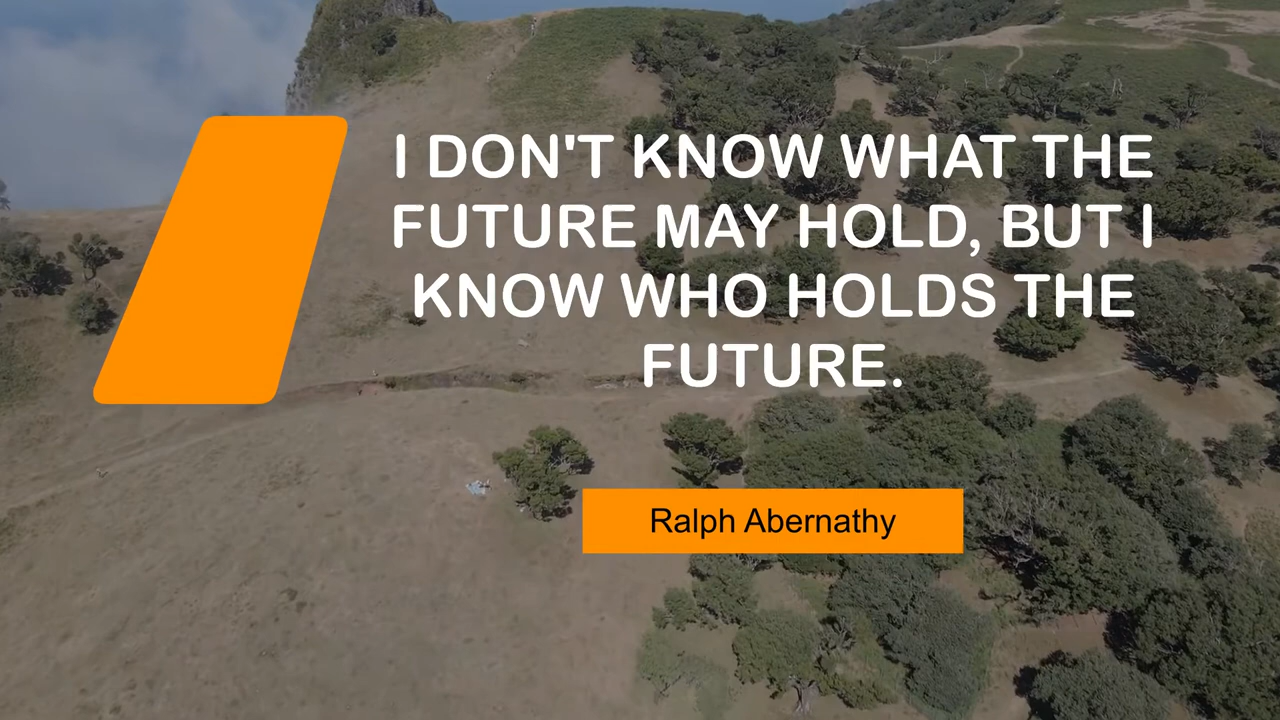 I DON'T KNOW WHAT THE
FUTURE MAY HOLD, BUT I
KNOW WHO HOLDS THE
FUTURE.
Ralph Abernathy